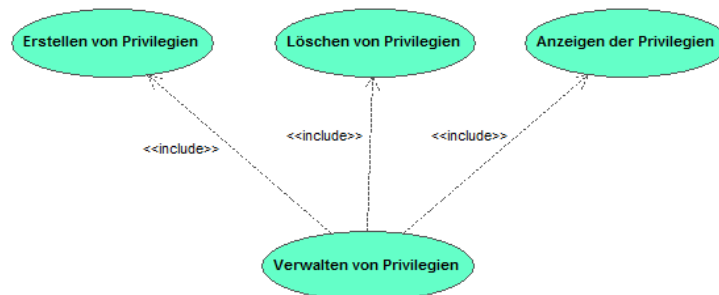 Erstellen von Privilegien
Löschen von Privilegien
Anzeigen der Privilegien
<<include>>
<<include>>
<<include>>
Verwalten von Privilegien